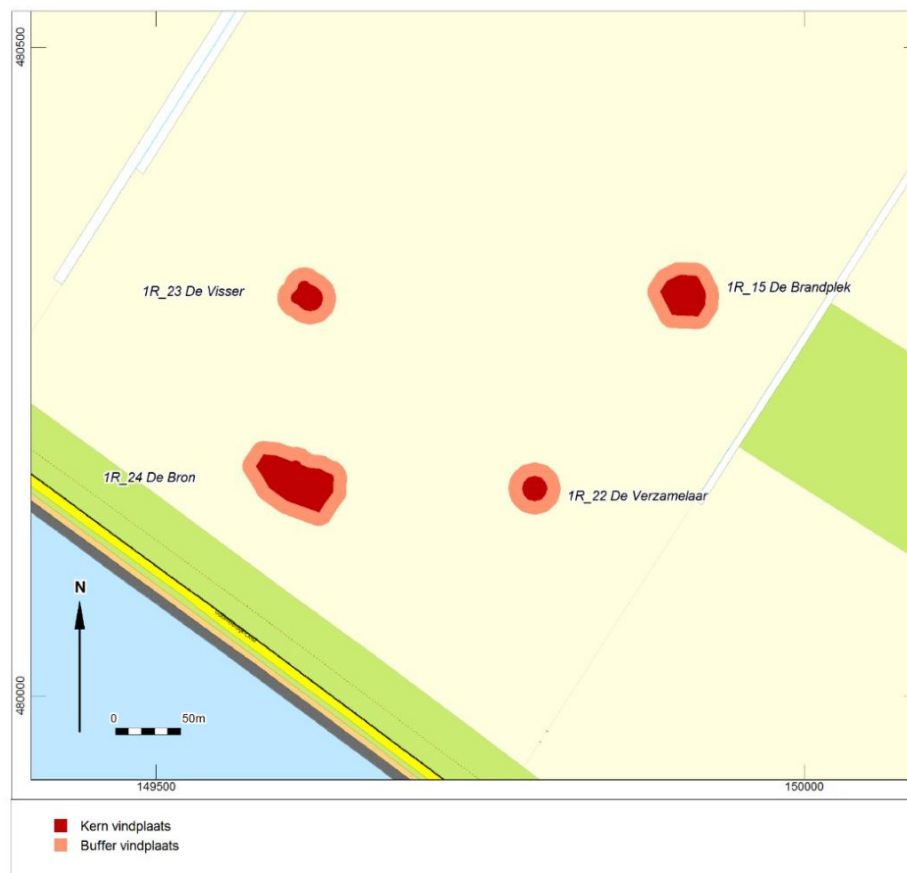 480500
1R_23 De Visser
1R_15 De Brandplek
1R_24 De Bron
1R_22 De Verzamelaar
N
480000
0 50m
149500 150000
Kern vindplaats
Buffer vindplaats